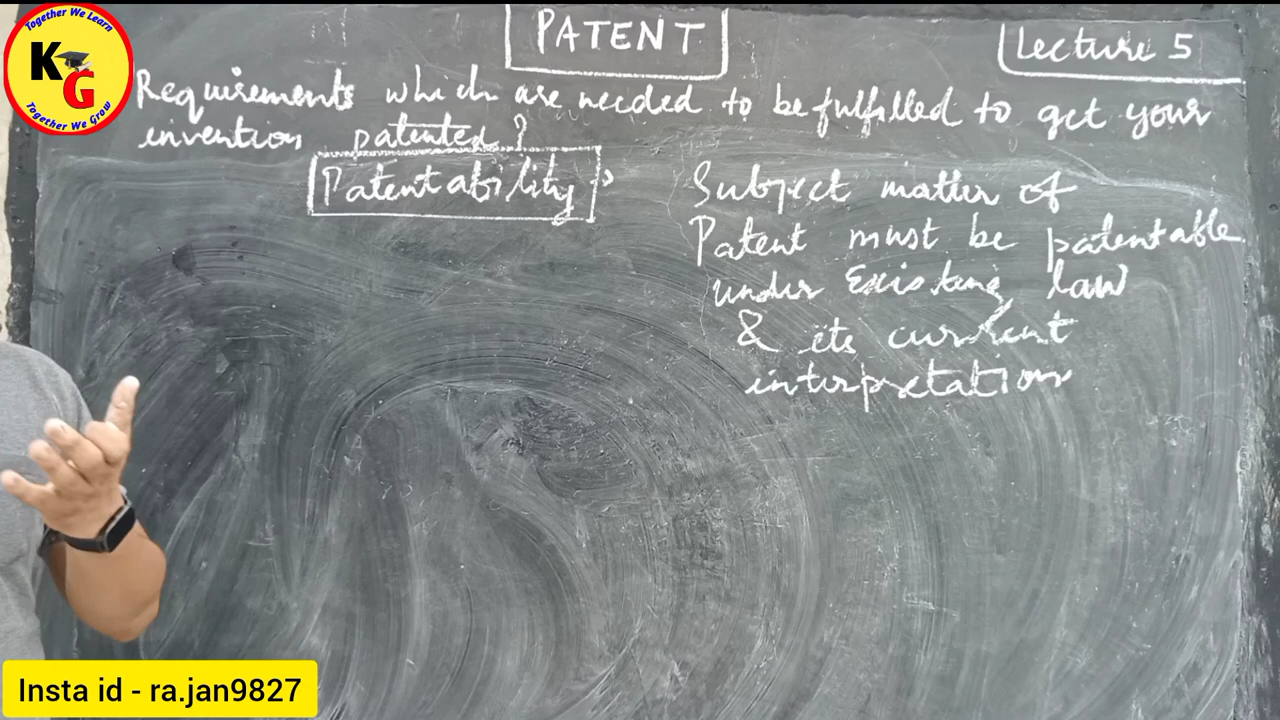 Together We Learn
KG
Together We Grow
PATENT
Lecture 5
Requirements which are needed to be fulfilled to get your
invention patented?
Patentability :
Subject matter of
Patent must be patentable
under Existing law
& its current
interpretation
Insta id - ra.jan9827